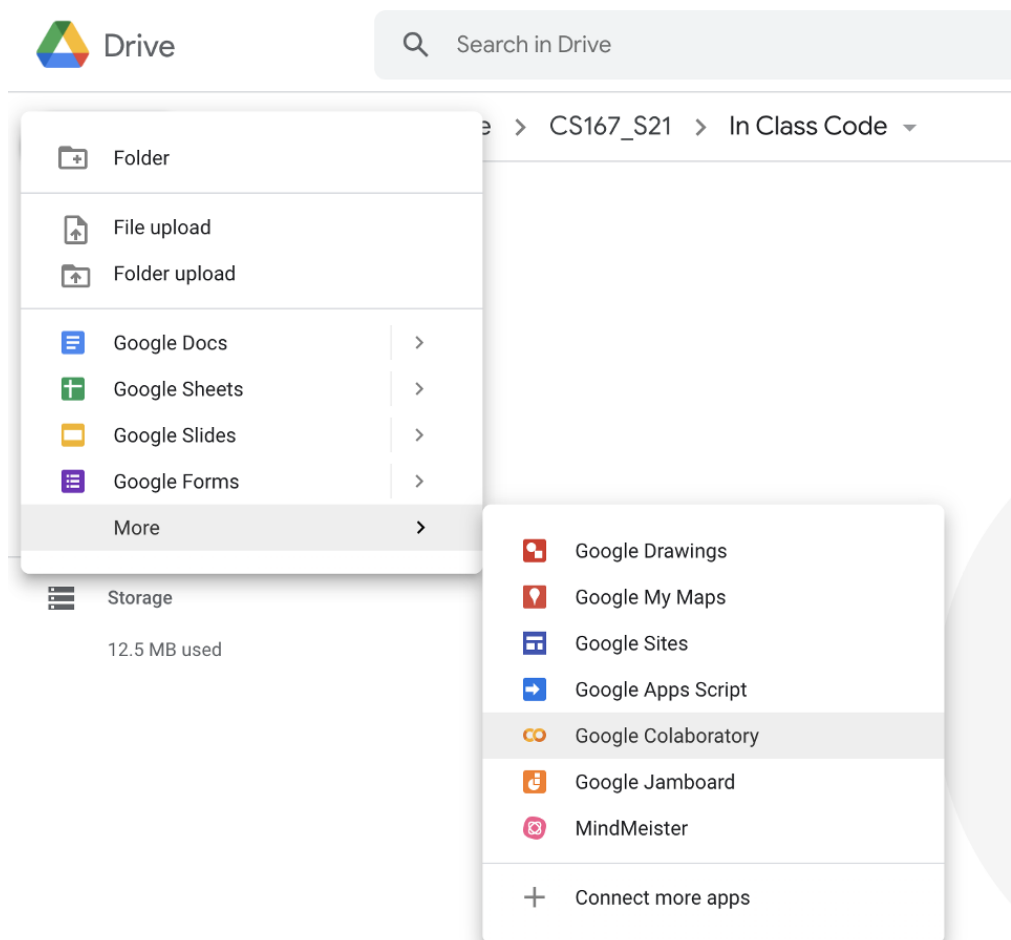 Drive
Search in Drive
e > CS167_S21 > In Class Code
Folder
File upload
Folder upload
Google Docs
Google Sheets
Google Slides
Google Forms
More
Storage
12.5 MB used
Google Drawings
Google My Maps
Google Sites
Google Apps Script
Google Colaboratory
Google Jamboard
MindMeister
Connect more apps